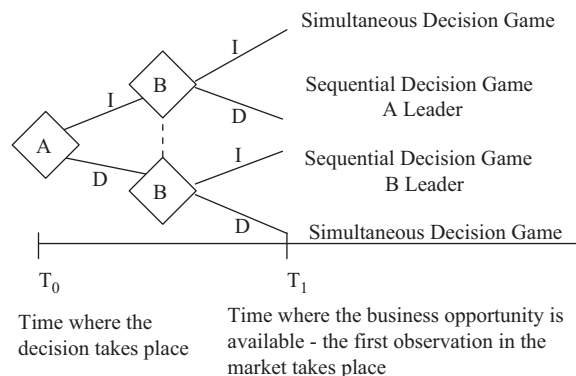 Simultaneous Decision Game
I
B
I
D
Sequential Decision Game
A Leader
A
D
I
Sequential Decision Game
B Leader
B
D
Simultaneous Decision Game
T0
T1
Time where the
decision takes place
Time where the business opportunity is
available - the first observation in the
market takes place